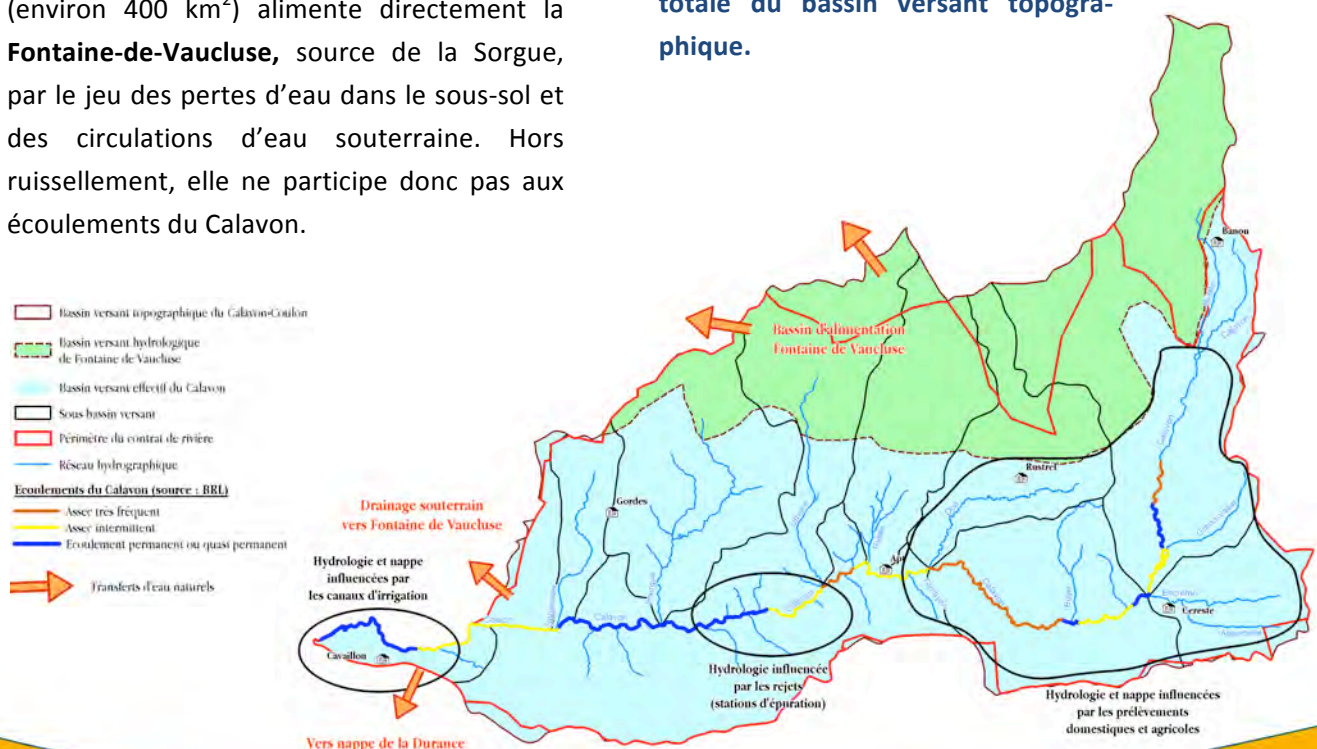 (environ 400 km²) alimente directement la
Fontaine-de-Vaucluse, source de la Sorgue,
par le jeu des pertes d'eau dans le sous-sol et
des circulations d'eau souterraine. Hors
ruissellement, elle ne participe donc pas aux
écoulements du Calavon.
totale du bassin versant topogra-
phique.
Bassin versant topographique du Calavon-Coulon
Bassin versant hydrologique
de Fontaine de Vaucluse
Bassin versant effectif du Calavon
Sous bassin versant
Périmètre du contrat de rivière
Réseau hydrographique
Ecoulements du Calavon (source : BRL)
Assec très fréquent
Assec intermittent
Ecoulement permanent ou quasi permanent
Transferts d'eau naturels
Banon
Bassin d'alimentation
Fontaine de Vaucluse
Rustrel
Gordes
Drainage souterrain
vers Fontaine de Vaucluse
Apt
Calavon
Cereste
Hydrologie et nappe
influencées par
les canaux d'irrigation
Cavaillon
Calavon
Hydrologie influencée
par les rejets
(stations d'épuration)
Hydrologie et nappe influencées
par les prélèvements
domestiques et agricoles
Vers nappe de la Durance